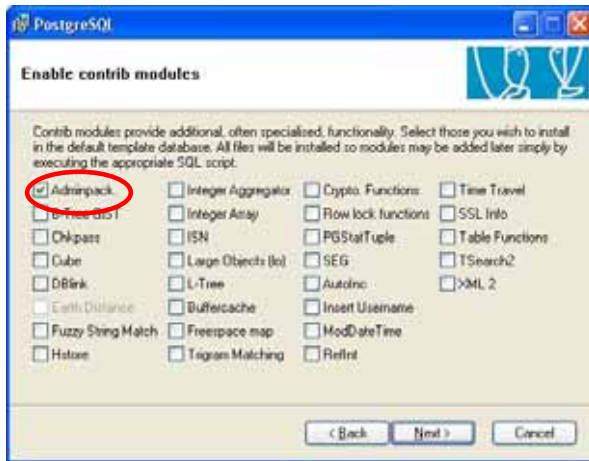 PostgreSQL
Enable contrib modules
Contrib modules provide additional, often specialised, functionality. Select those you wish to install
in the default template database. All files will be installed so modules may be added later simply by
executing the appropriate SQL script.
Adminpack Integer Aggregator Crypto. Functions Time Travel
B-Tree GiST Integer Array Row lock functions SSL Info
Chkpass ISN PGStatTuple Table Functions
Cube Large Objects (lo) SEG TSearch2
DBlink L-Tree AutoInc XML 2
Earth Distance Buffercache Insert Username
Fuzzy String Match Freespace map ModDateTime
Hstore Trigram Matching RefInt
< Back Next > Cancel